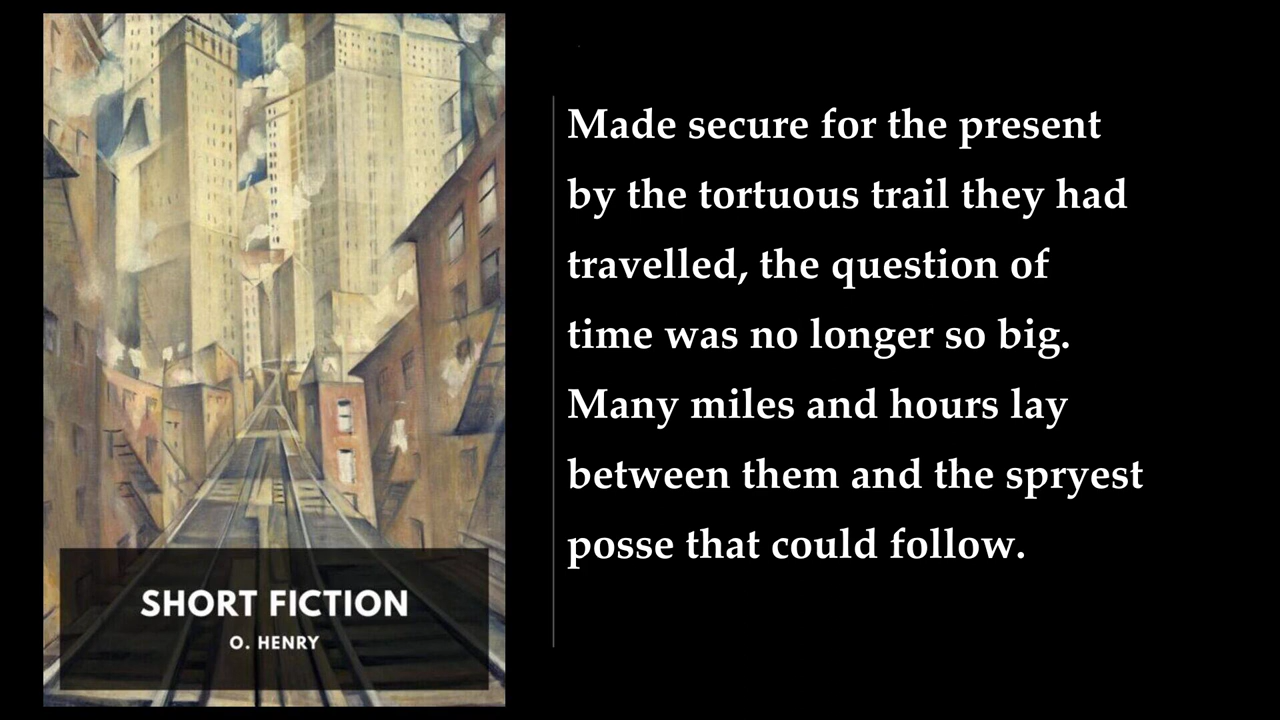 SHORT FICTION
O. HENRY
Made secure for the present
by the tortuous trail they had
travelled, the question of
time was no longer so big.
Many miles and hours lay
between them and the spryest
posse that could follow.